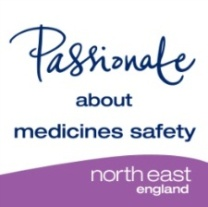 Passionate
about
medicines safety
north east
england